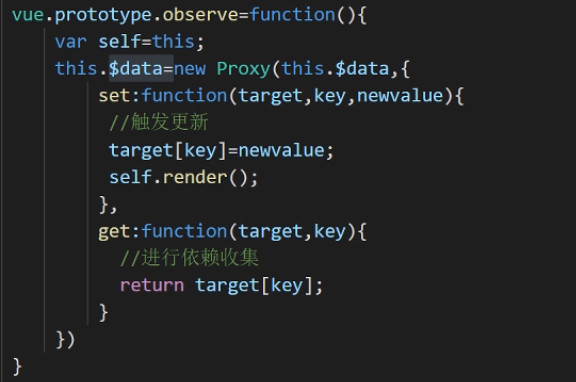 vue.prototype.observe=function(){
var self=this;
this.$data=new Proxy(this.$data,{
set:function(target,key,newvalue){
//触发更新
target[key]=newvalue;
self.render();
},
get:function(target,key){
//进行依赖收集
return target[key];
}
})
}